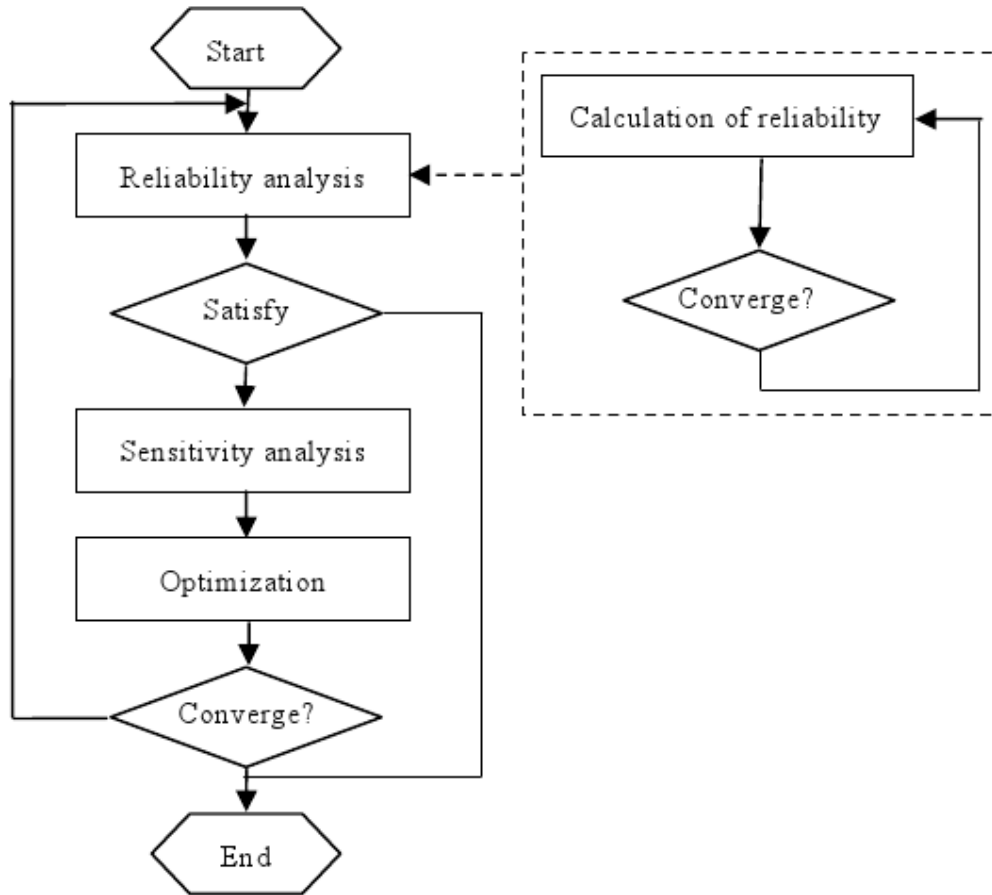 Start
Reliability analysis
Satisfy
Sensitivity analysis
Optimization
Converge?
End
Calculation of reliability
Converge?